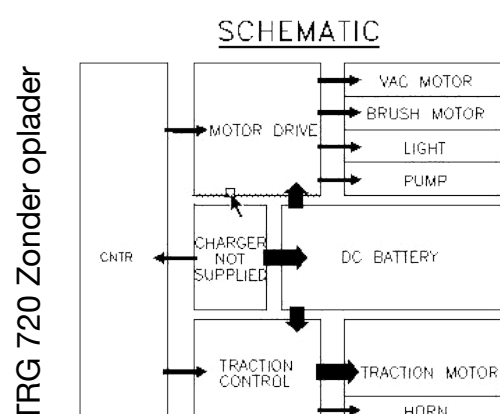 SCHEMATIC
TRG 720 Zonder oplader
VAC MOTOR
BRUSH MOTOR
MOTOR DRIVE
LIGHT
PUMP
CNTR
CHARGER
NOT
SUPPLIED
DC BATTERY
TRACTION
CONTROL
TRACTION MOTOR
HORN